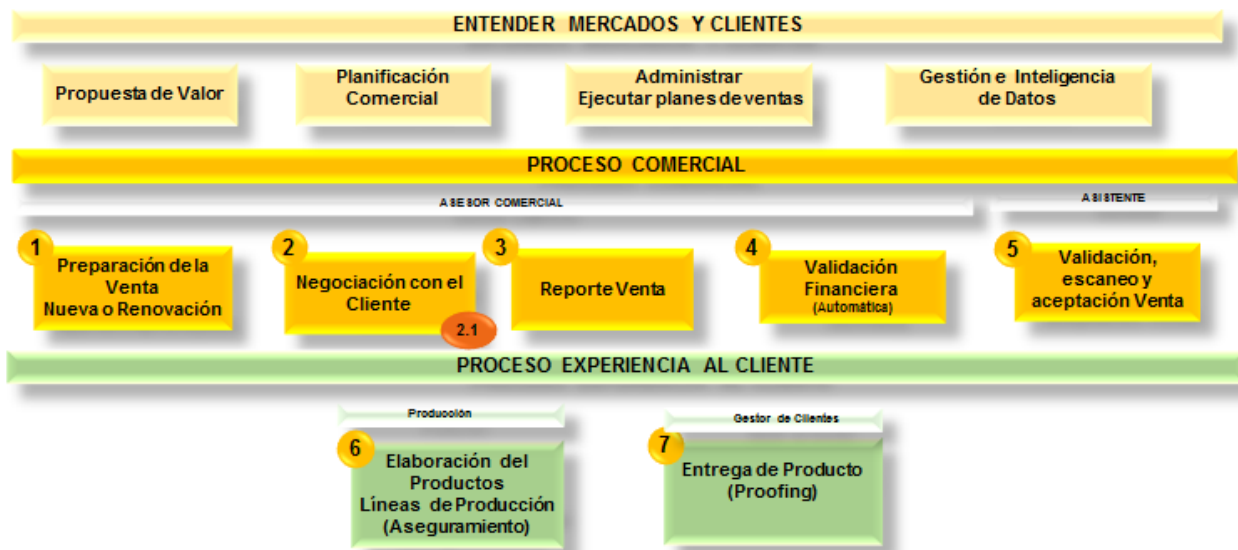 ENTENDER MERCADOS Y CLIENTES
Propuesta de Valor
Planificación
Comercial
Administrar
Ejecutar planes de ventas
Gestión e Inteligencia
de Datos
PROCESO COMERCIAL
ASESOR COMERCIAL
ASISTENTE
1
Preparación de la
Venta
Nueva o Renovación
2
Negociación con el
Cliente
2.1
3
Reporte Venta
4
Validación
Financiera
(Automática)
5
Validación,
escaneo y
aceptación Venta
PROCESO EXPERIENCIA AL CLIENTE
Producción
6
Elaboración del
Productos
Líneas de Producción
(Aseguramiento)
Gestor de Clientes
7
Entrega de Producto
(Proofing)